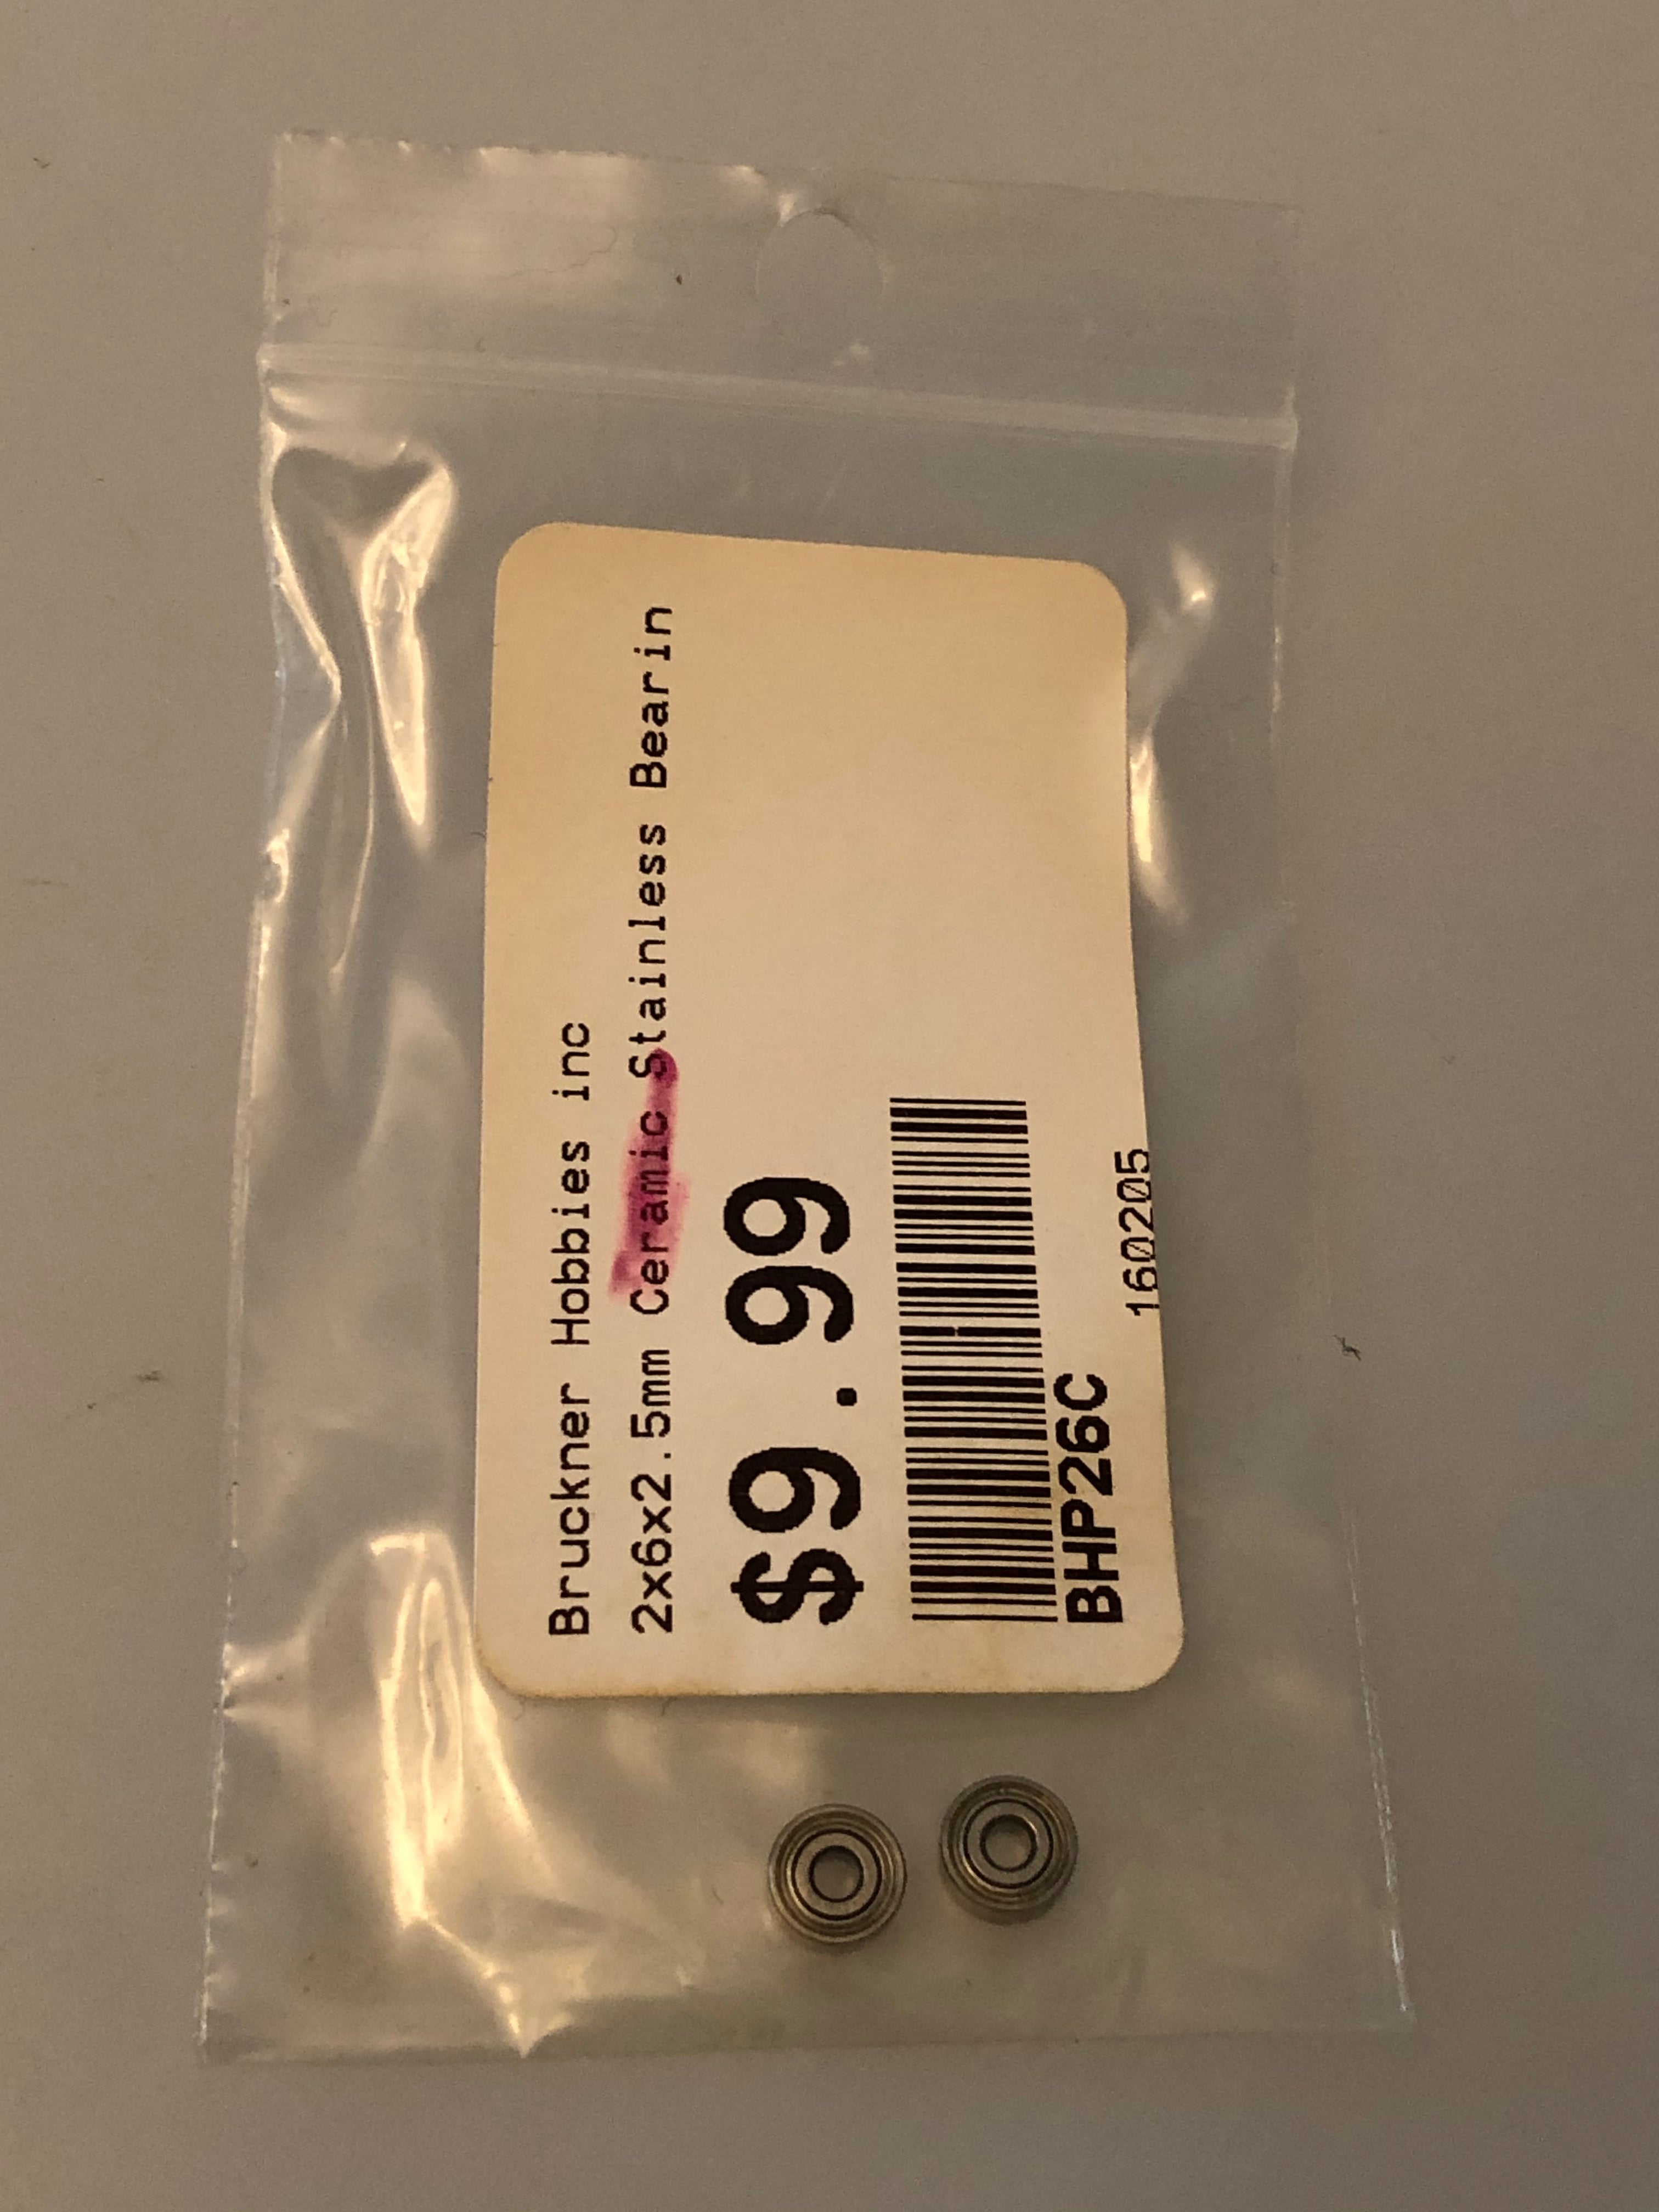 Bruckner Hobbies inc
2x6x2.5mm Ceramic Stainless Bearin
$9.99
BHP26C
160205